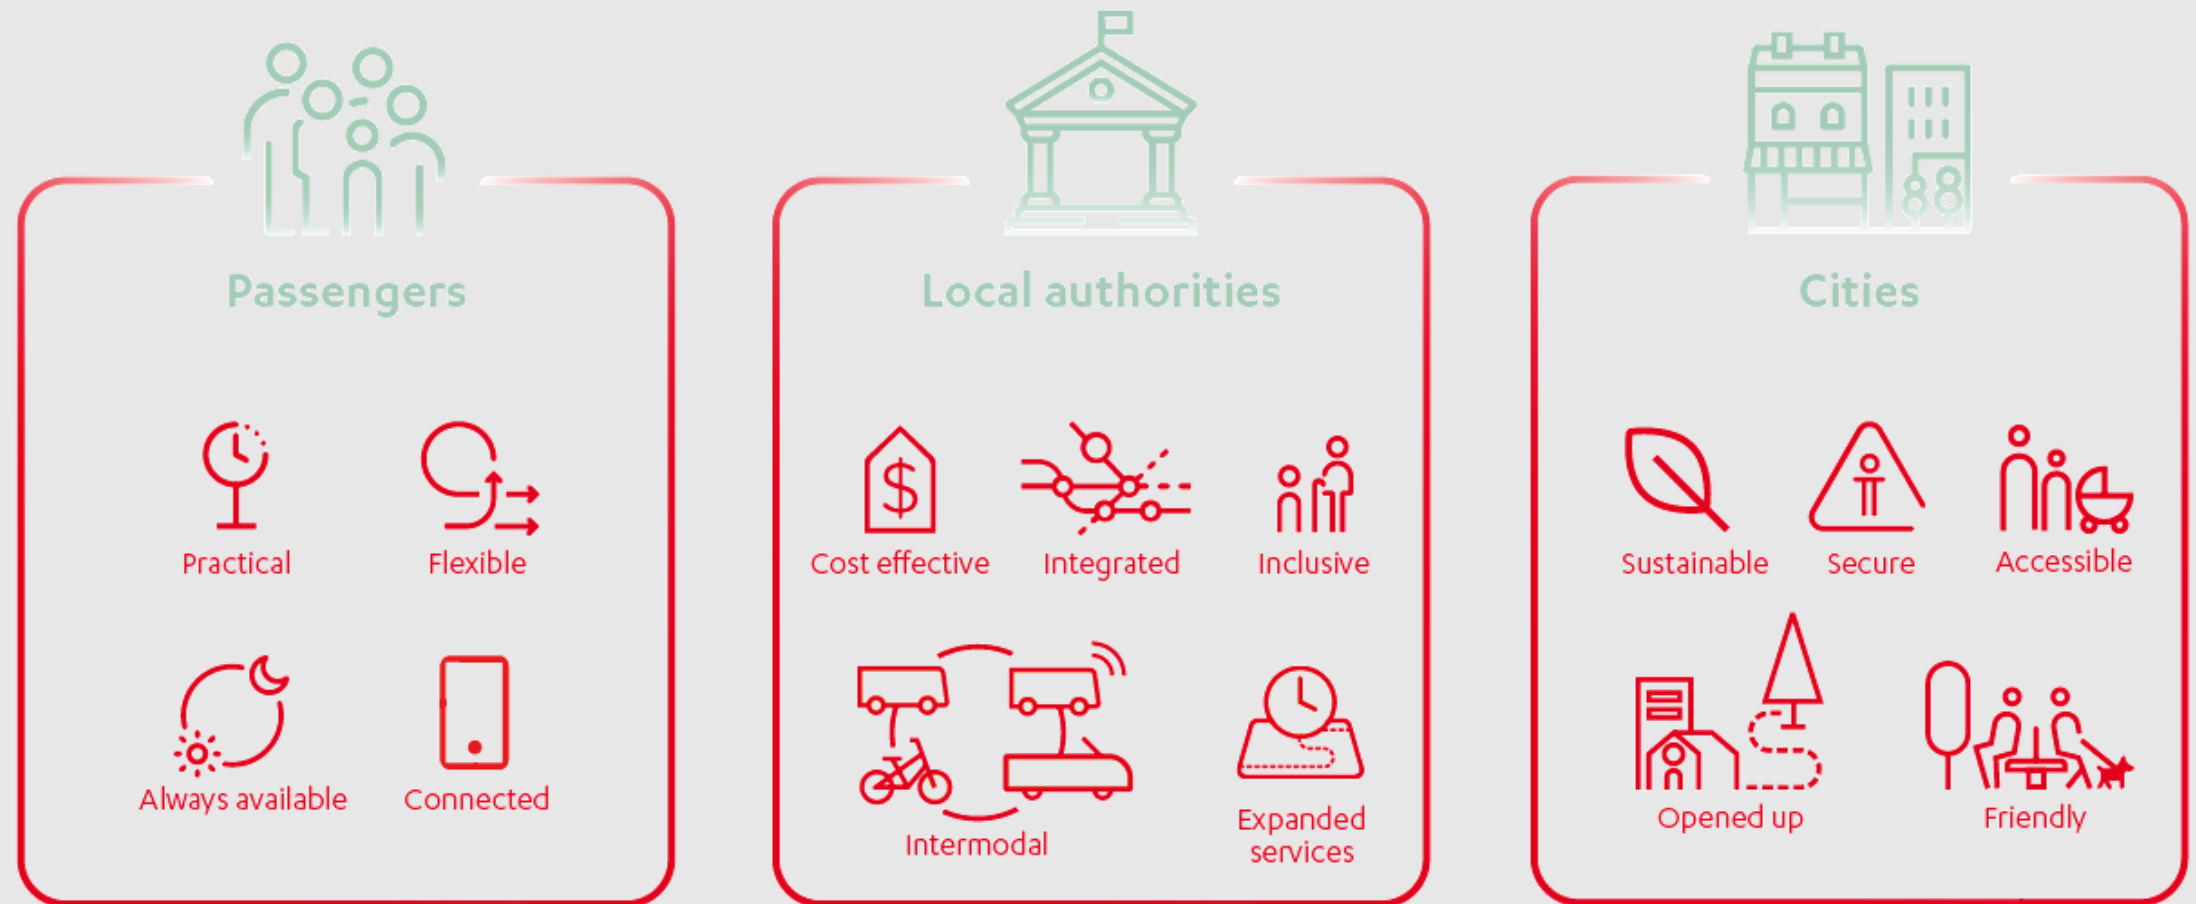 Passengers
Practical
Flexible
Always available
Connected
Local authorities
$
Cost effective
Integrated
Inclusive
Intermodal
Expanded
services
Cities
Sustainable
Secure
Accessible
Opened up
Friendly